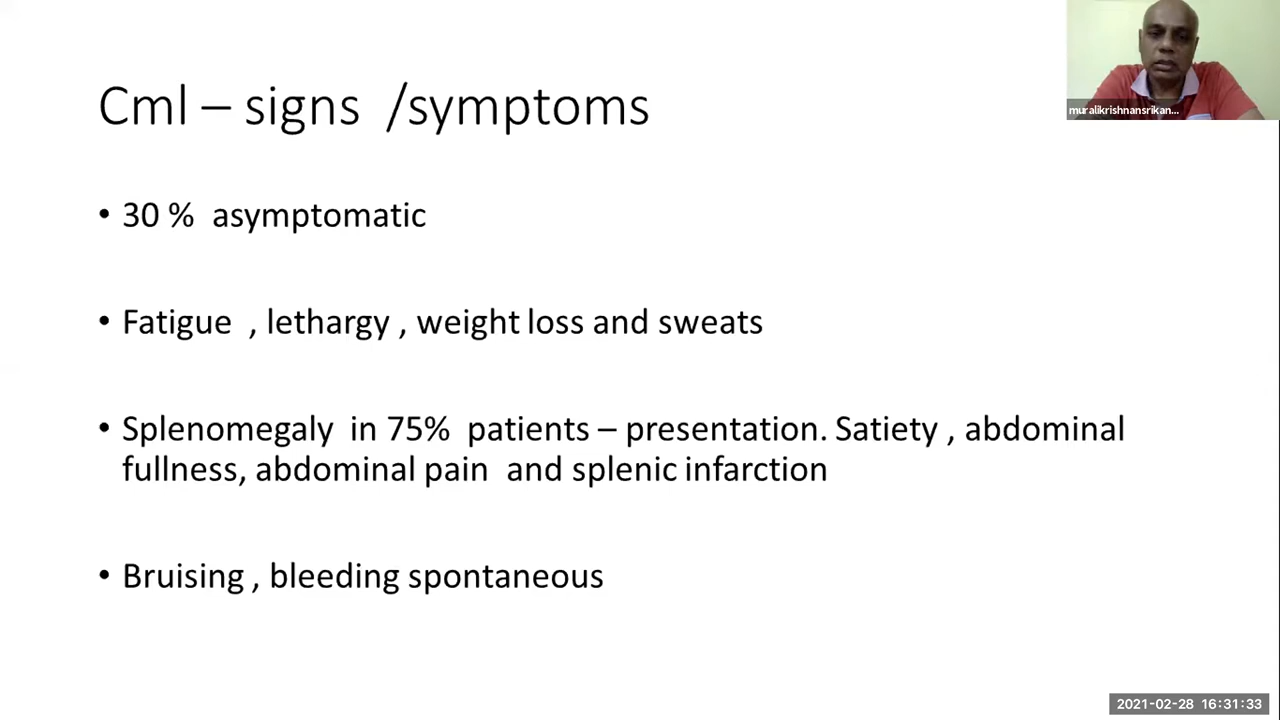 Cml – signs /symptoms
muralikrishnansrikan...
• 30 % asymptomatic
• Fatigue , lethargy , weight loss and sweats
• Splenomegaly in 75% patients – presentation. Satiety , abdominal
fullness, abdominal pain and splenic infarction
• Bruising , bleeding spontaneous
2021-02-28 16:31:33